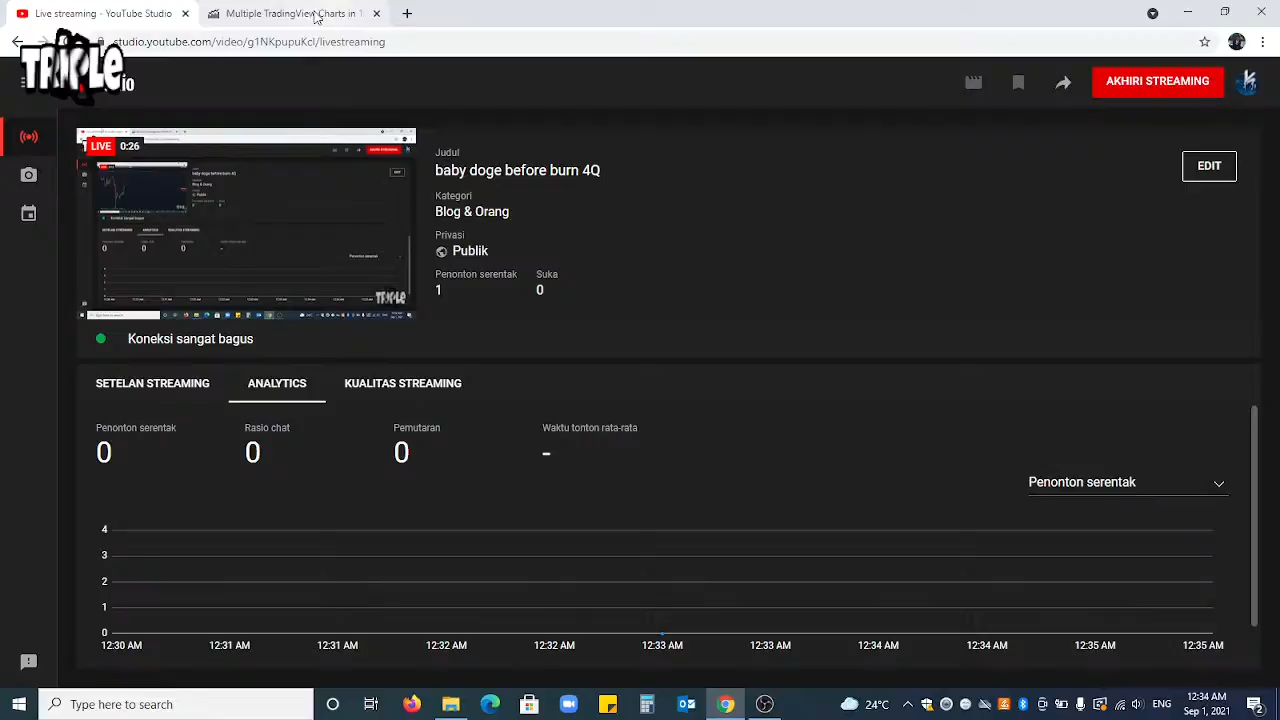 Live streaming - YouTube Studio
Multiple TradingView Charts in 1
studio.youtube.com/video/g1NKpupuKcI/livestreaming
TRIPLE
io
AKHIRI STREAMING
LIVE 0:26
Judul
baby doge before burn 4Q
EDIT
Kategori
Blog & Orang
Privasi
Publik
Penonton serentak Suka
1 0
Koneksi sangat bagus
SETELAN STREAMING ANALYTICS KUALITAS STREAMING
Penonton serentak Rasio chat Pemutaran Waktu tonton rata-rata
0 0 0 -
Penonton serentak
4
3
2
1
0
12:30 AM 12:31 AM 12:31 AM 12:32 AM 12:32 AM 12:33 AM 12:33 AM 12:34 AM 12:34 AM 12:35 AM 12:35 AM
Type here to search
ENG
12:34 AM
Sep 1, 2021